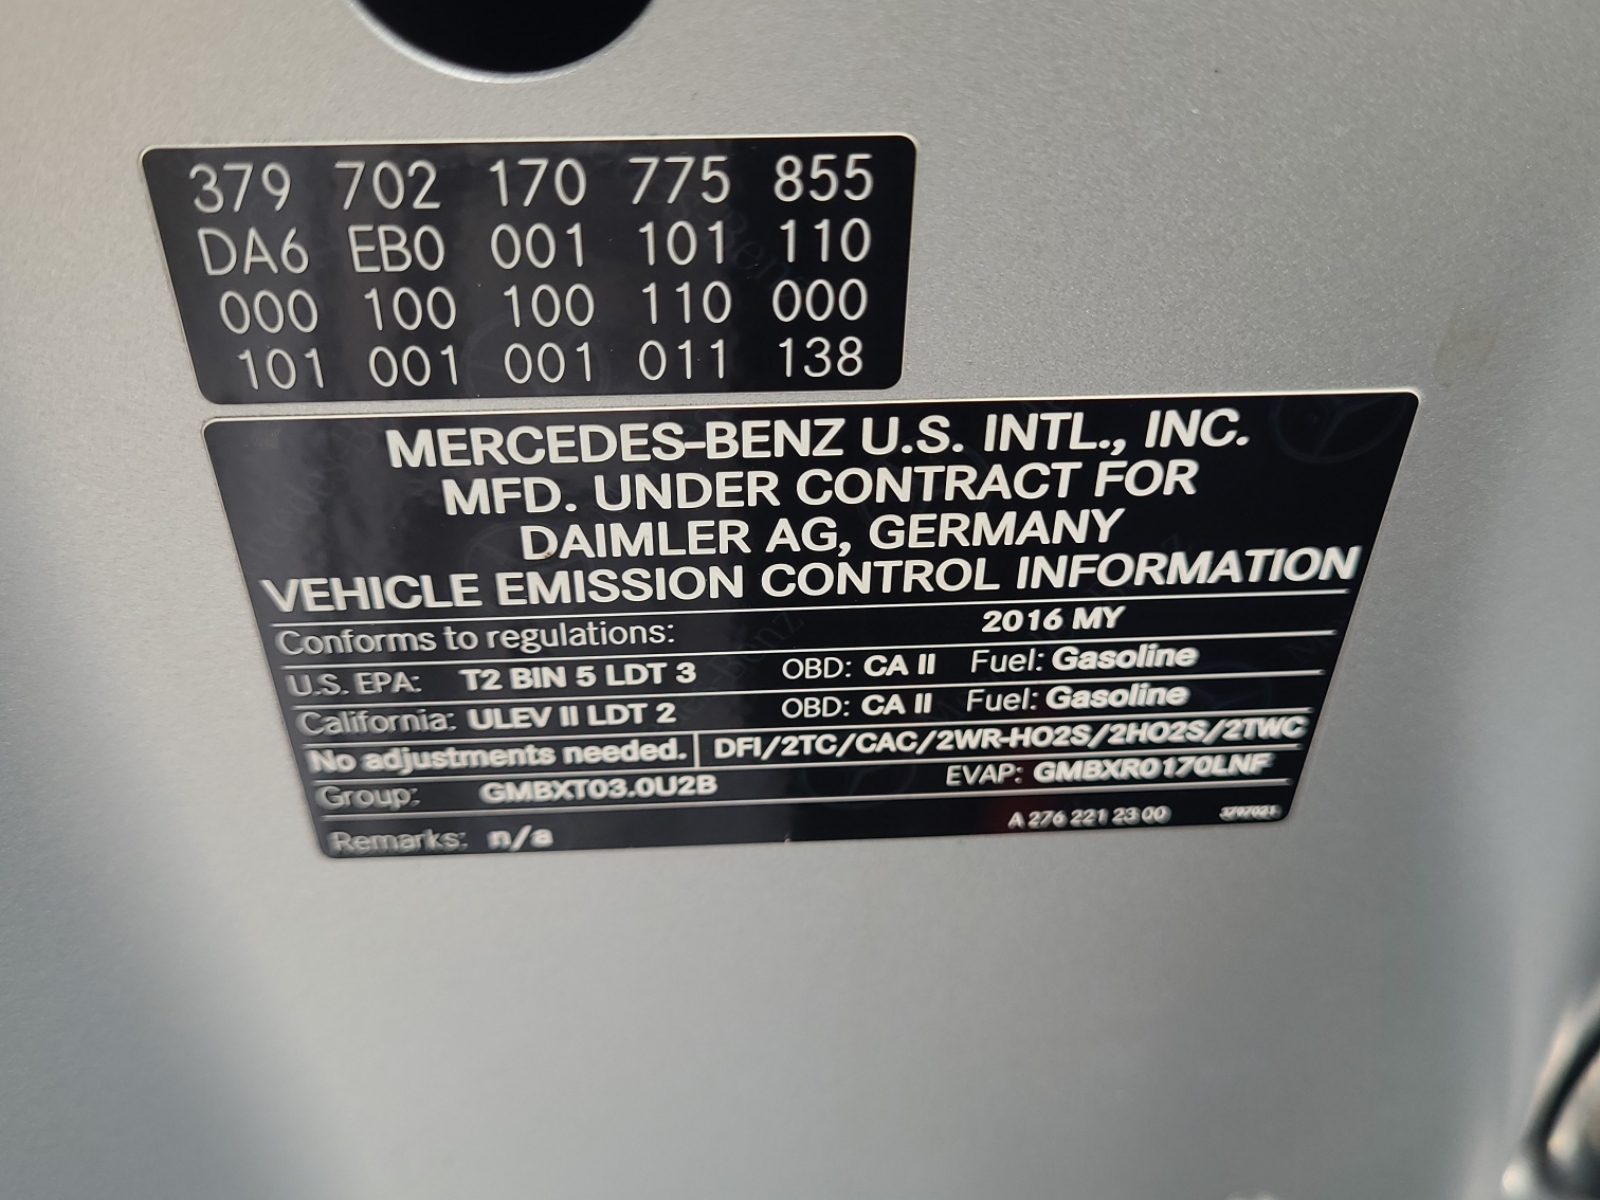 379 702 170 775 855
DA6 EB0 001 101 110
000 100 100 110 000
101 001 001 011 138
MERCEDES-BENZ U.S. INTL., INC.
MFD. UNDER CONTRACT FOR
DAIMLER AG, GERMANY
VEHICLE EMISSION CONTROL INFORMATION
Conforms to regulations: 2016 MY
U.S. EPA: T2 BIN 5 LDT 3 OBD: CA II Fuel: Gasoline
California: ULEV II LDT 2 OBD: CA II Fuel: Gasoline
No adjustments needed. DFI/2TC/CAC/2WR-HO2S/2HO2S/2TWC
Group: GMBXT03.0U2B EVAP: GMBXR0170LNF
Remarks: n/a A 276 221 23 00